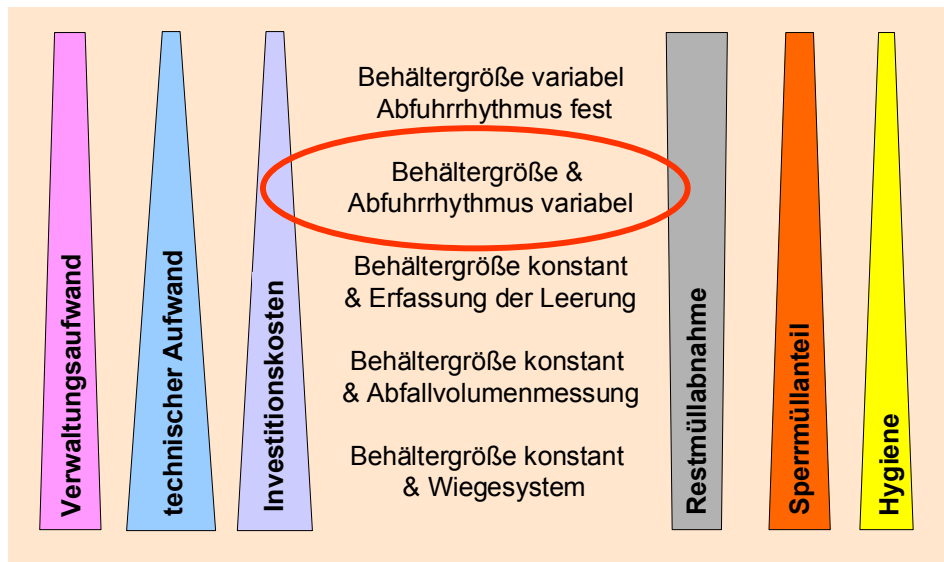 Verwaltungsaufwand
technischer Aufwand
Investitionskosten
Behältergröße variabel
Abfuhrrhythmus fest
Behältergröße &
Abfuhrrhythmus variabel
Behältergröße konstant
& Erfassung der Leerung
Behältergröße konstant
& Abfallvolumenmessung
Behältergröße konstant
& Wiegesystem
Restmüllabnahme
Sperrmüllanteil
Hygiene